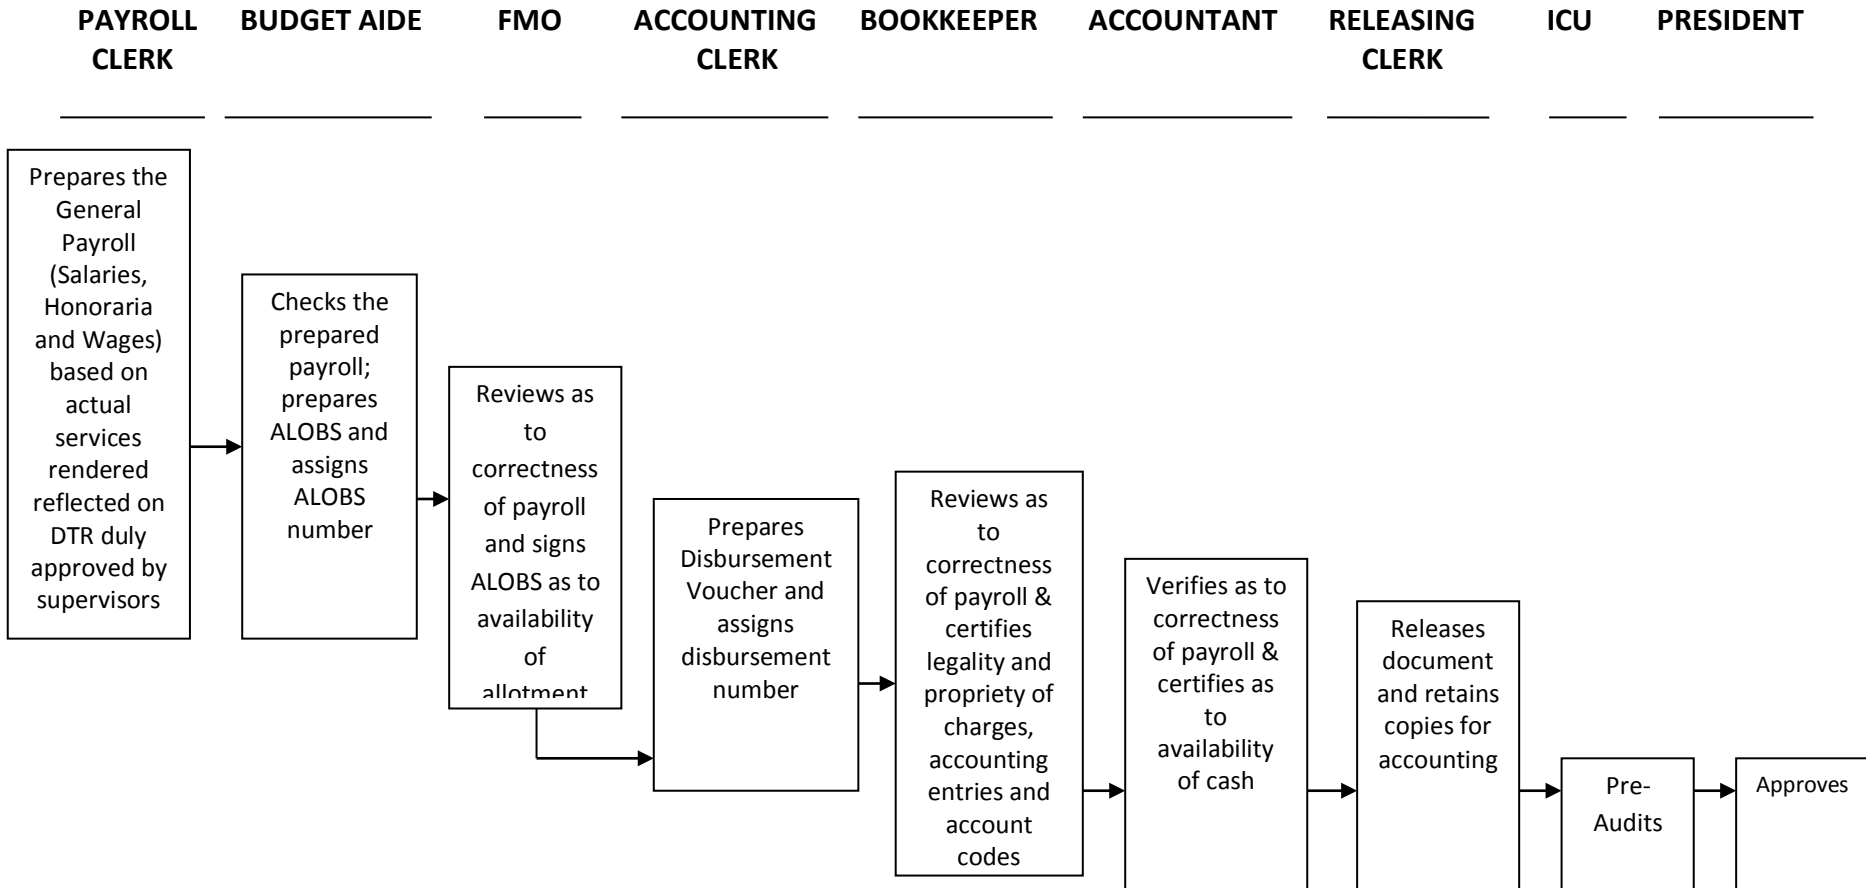 PAYROLL
CLERK
BUDGET AIDE
FMO
ACCOUNTING
CLERK
BOOKKEEPER
ACCOUNTANT
RELEASING
CLERK
ICU
PRESIDENT
Prepares the
General
Payroll
(Salaries,
Honoraria
and Wages)
based on
actual
services
rendered
reflected on
DTR duly
approved by
supervisors
Checks the
prepared
payroll;
prepares
ALOBS and
assigns
ALOBS
number
Reviews as
to
correctness
of payroll
and signs
ALOBS as to
availability
of
allotment
Prepares
Disbursement
Voucher and
assigns
disbursement
number
Reviews as
to
correctness
of payroll &
certifies
legality and
propriety of
charges,
accounting
entries and
account
codes
Verifies as to
correctness
of payroll &
certifies as
to
availability
of cash
Releases
document
and retains
copies for
accounting
Pre-
Audits
Approves